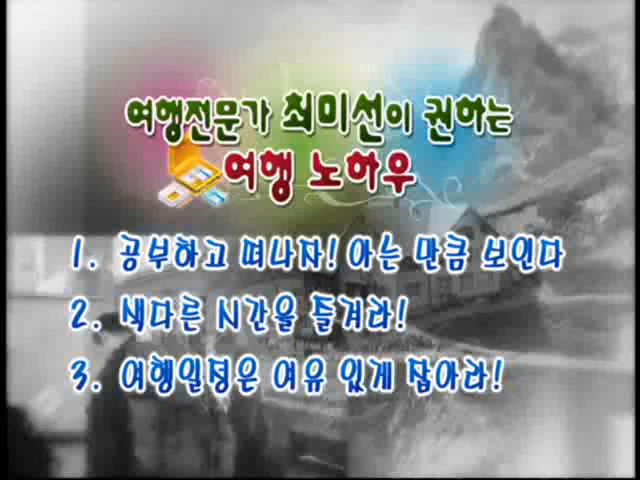 여행전문가 최미선이 권하는
여행 노하우
1. 공부하고 떠나자! 아는 만큼 보인다
2. 색다른 N간을 즐겨라!
3. 여행일정은 여유 있게 잡아라!